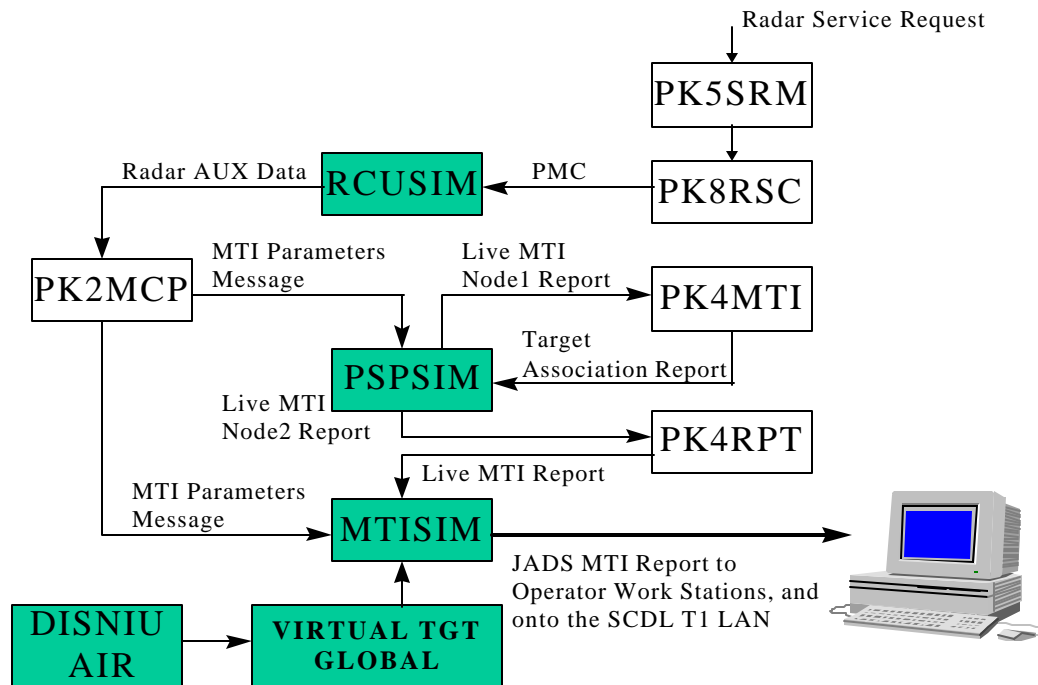 Radar Service Request
PK5SRM
Radar AUX Data
RCUSIM
PMC
PK8RSC
MTI Parameters
Message
Live MTI
Node1 Report
PK2MCP
PK4MTI
Target
Association Report
PSPSIM
Live MTI
Node2 Report
PK4RPT
Live MTI Report
MTI Parameters
Message
MTISIM
JADS MTI Report to
Operator Work Stations, and
onto the SCDL T1 LAN
DISNIU
AIR
VIRTUAL TGT
GLOBAL